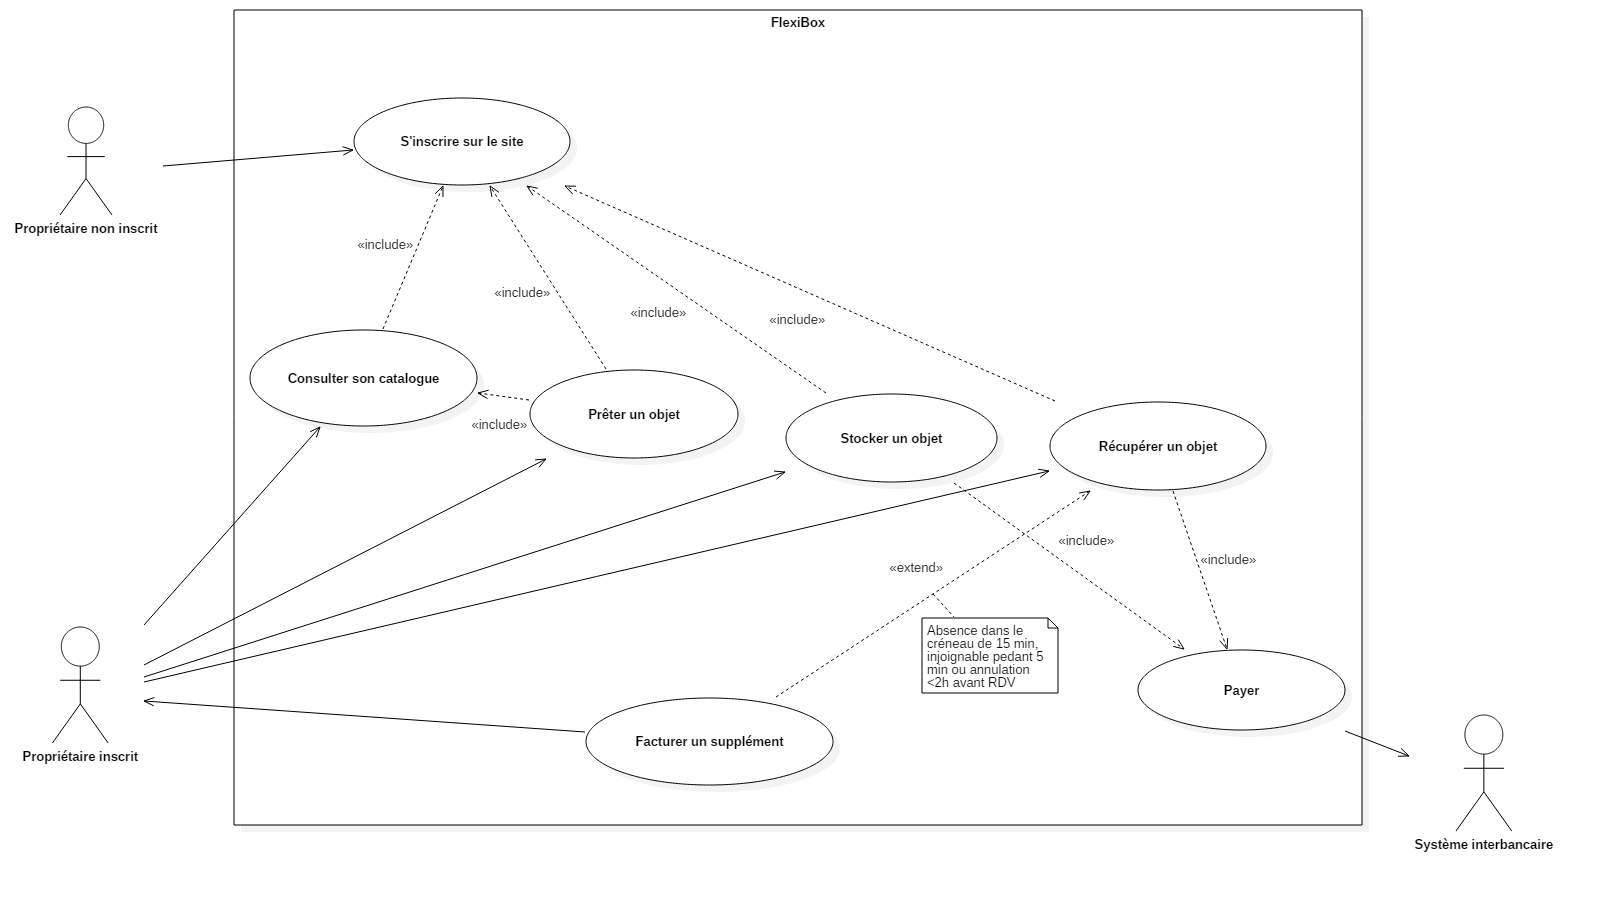 FlexiBox
S'inscrire sur le site
Propriétaire non inscrit
«include»
«include»
«include»
«include»
Consulter son catalogue
Prêter un objet
«include»
Stocker un objet
Récupérer un objet
«include»
«include»
«extend»
Absence dans le
créneau de 15 min,
injoignable pedant 5
min ou annulation
<2h avant RDV
Payer
Facturer un supplément
Propriétaire inscrit
Système interbancaire